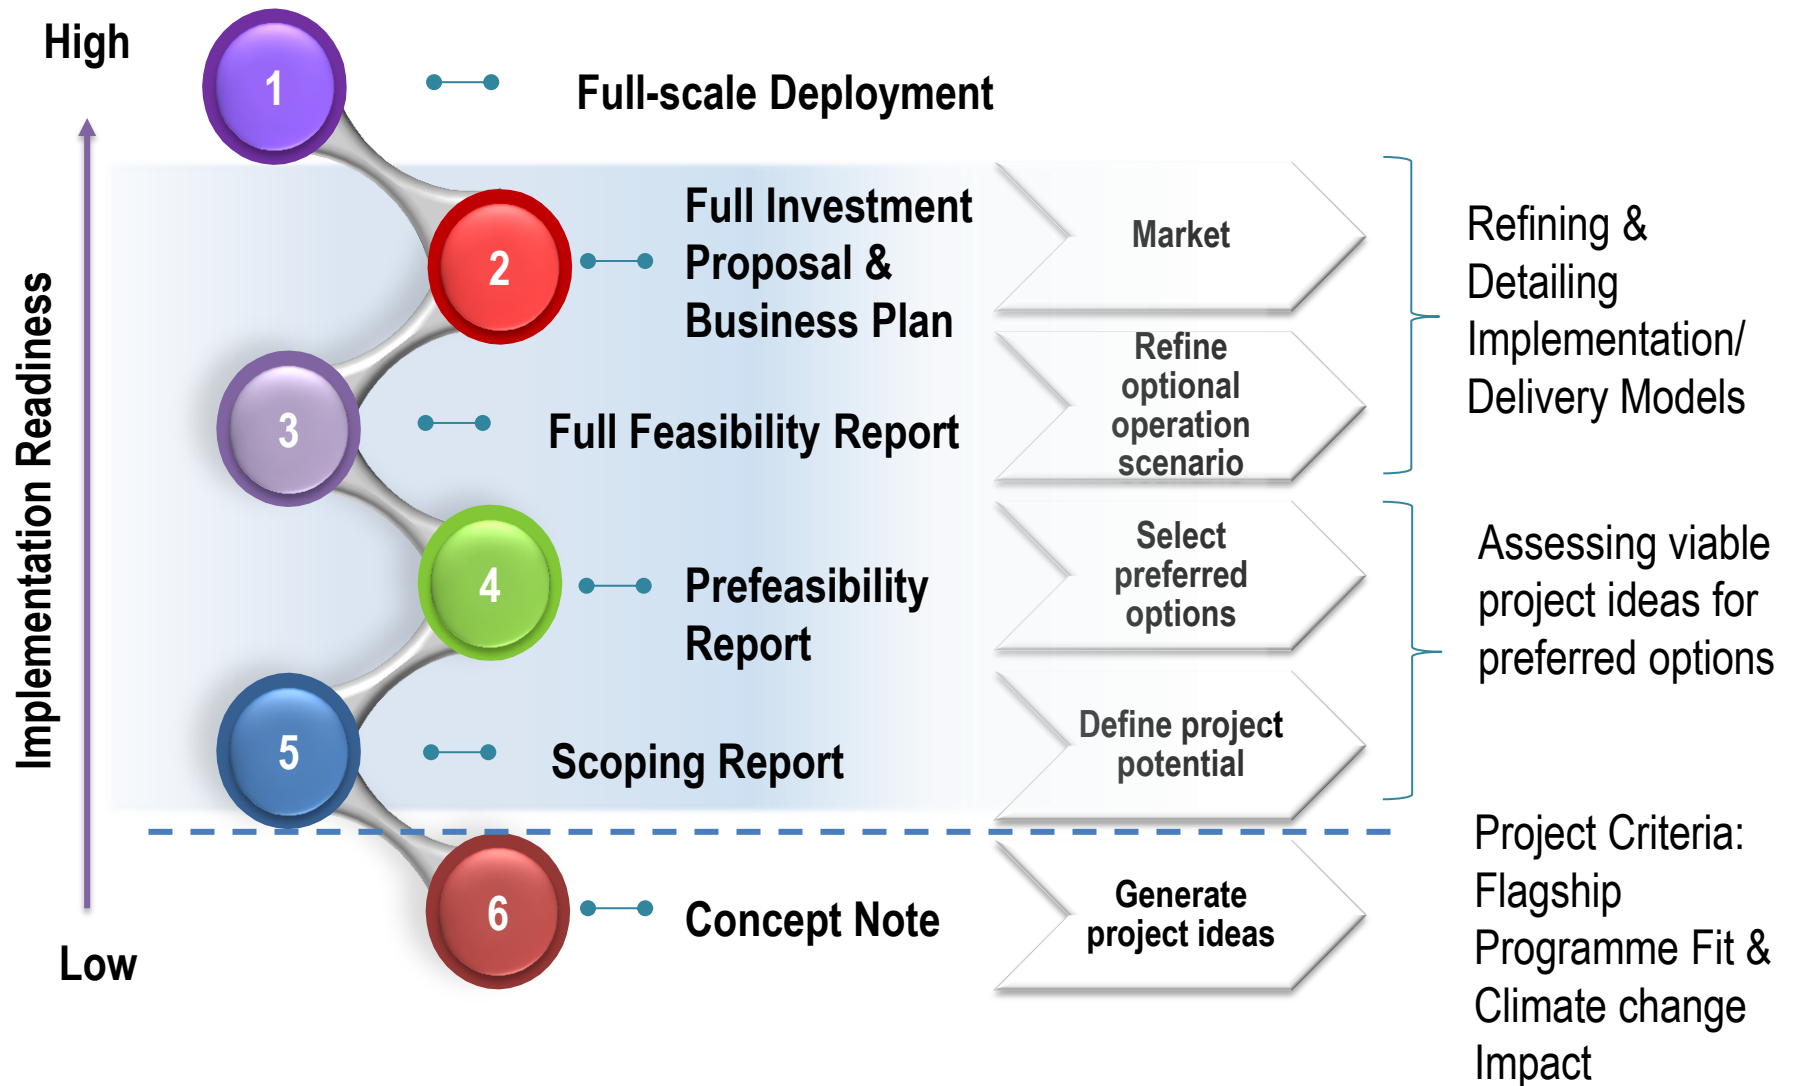 High
1
Full-scale Deployment
2
Full Investment
Proposal &
Business Plan
Market
Refining &
Detailing
Implementation/
Delivery Models
Implementation Readiness
3
Full Feasibility Report
Refine
optional
operation
scenario
4
Prefeasibility
Report
Select
preferred
options
Assessing viable
project ideas for
preferred options
5
Scoping Report
Define project
potential
6
Concept Note
Generate
project ideas
Project Criteria:
Flagship
Programme Fit &
Climate change
Impact
Low